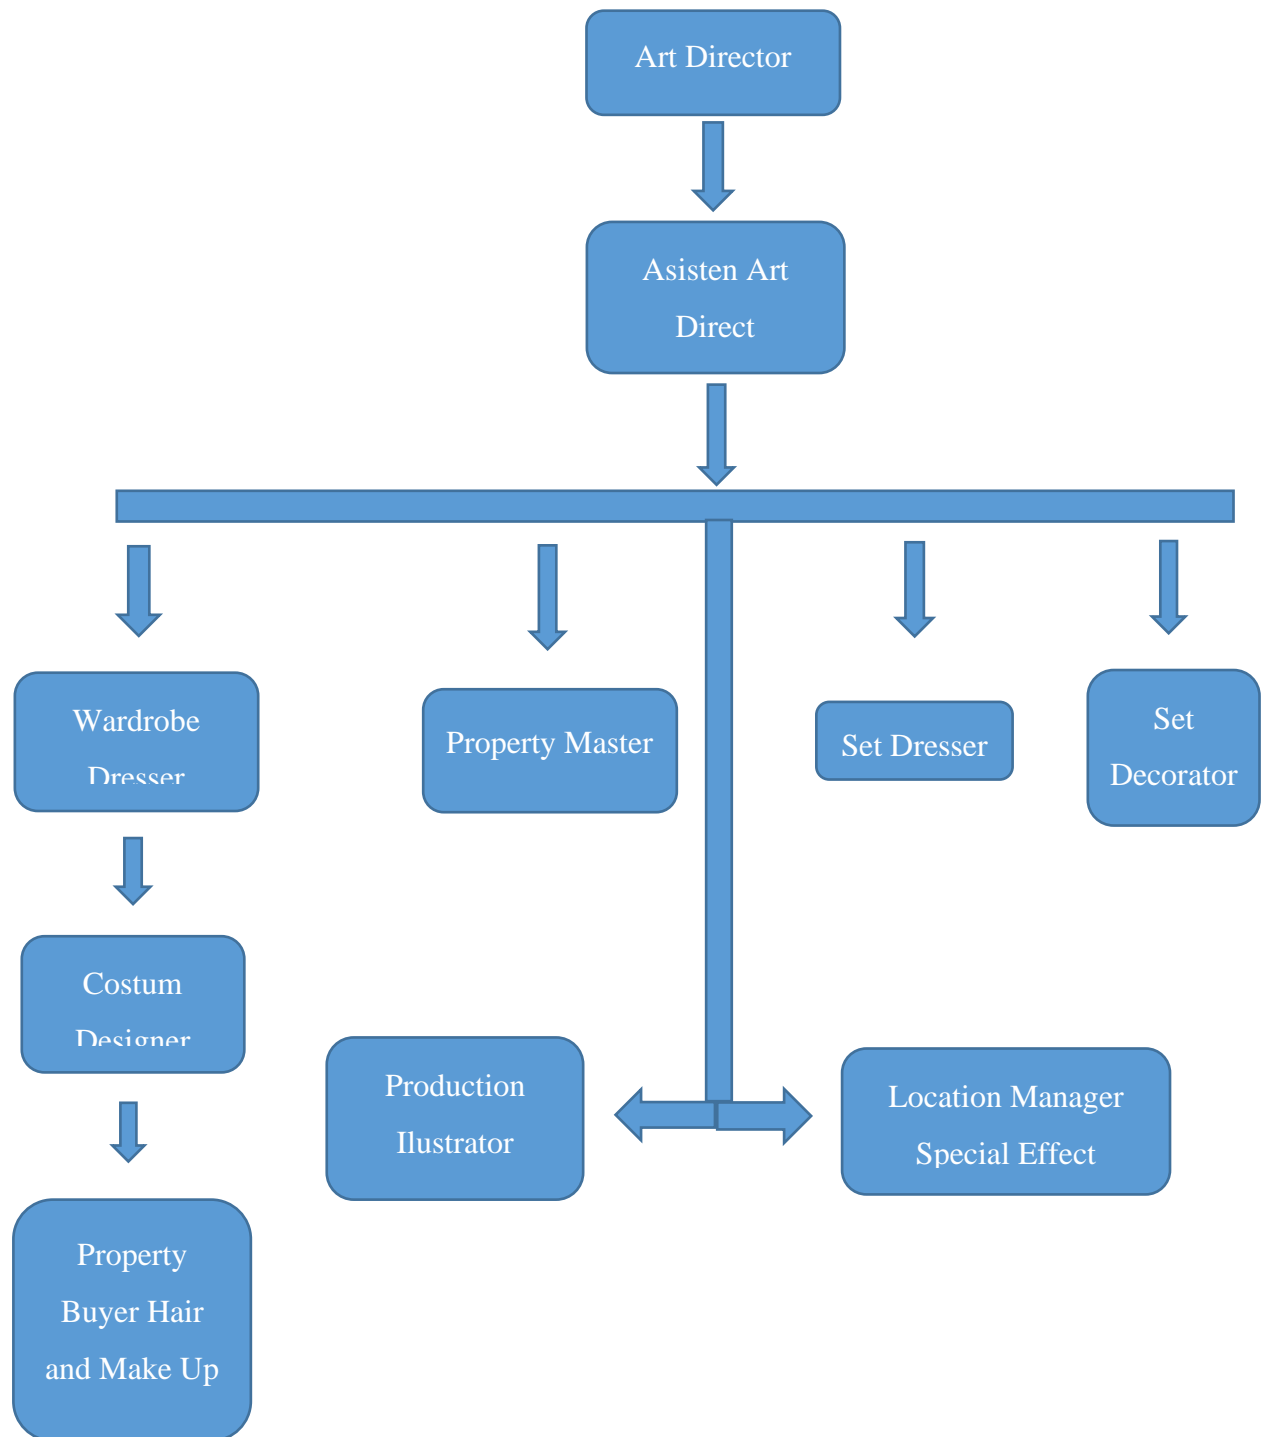 Art Director
Asisten Art
Direct
Wardrobe
Dresser
Property Master
Set Dresser
Set
Decorator
Costum
Designer
Production
Ilustrator
Location Manager
Special Effect
Property
Buyer Hair
and Make Up